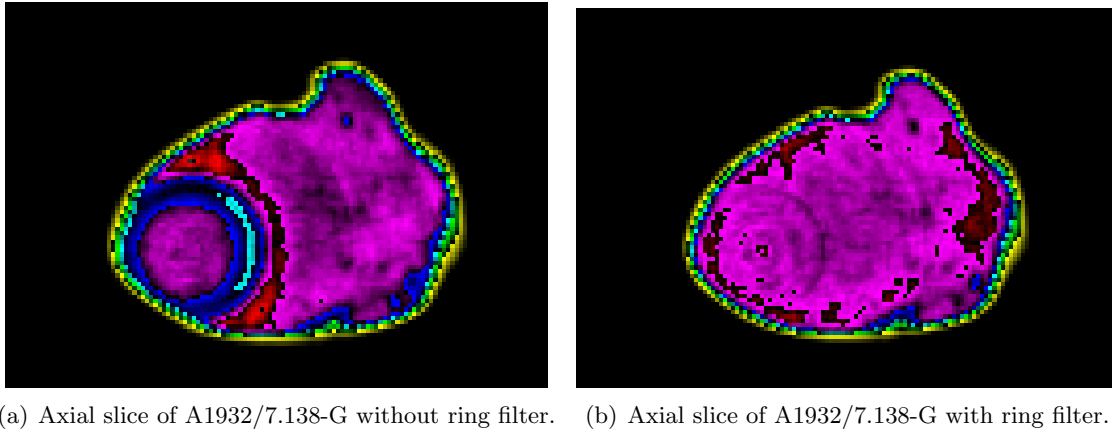 (a) Axial slice of A1932/7.138-G without ring filter.
(b) Axial slice of A1932/7.138-G with ring filter.